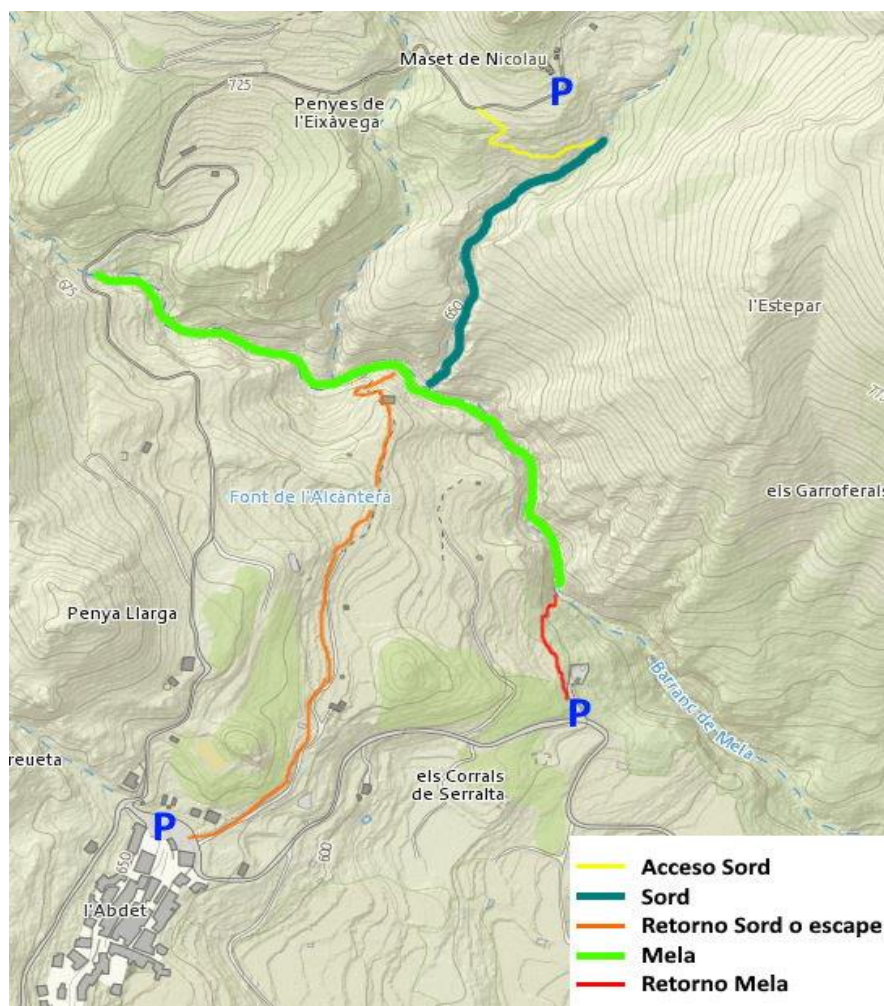 Maset de Nicolau
P
725
Penyes de
l'Eixàvega
675
650
l'Estepar
Font de l'Alcàntera
els Garroferals
Penya Llarga
Barranc de Mela
P
reueta
els Corrals
de Serralta
P
650
600
l'Abdet
Acceso Sord
Sord
Retorno Sord o escape
Mela
Retorno Mela